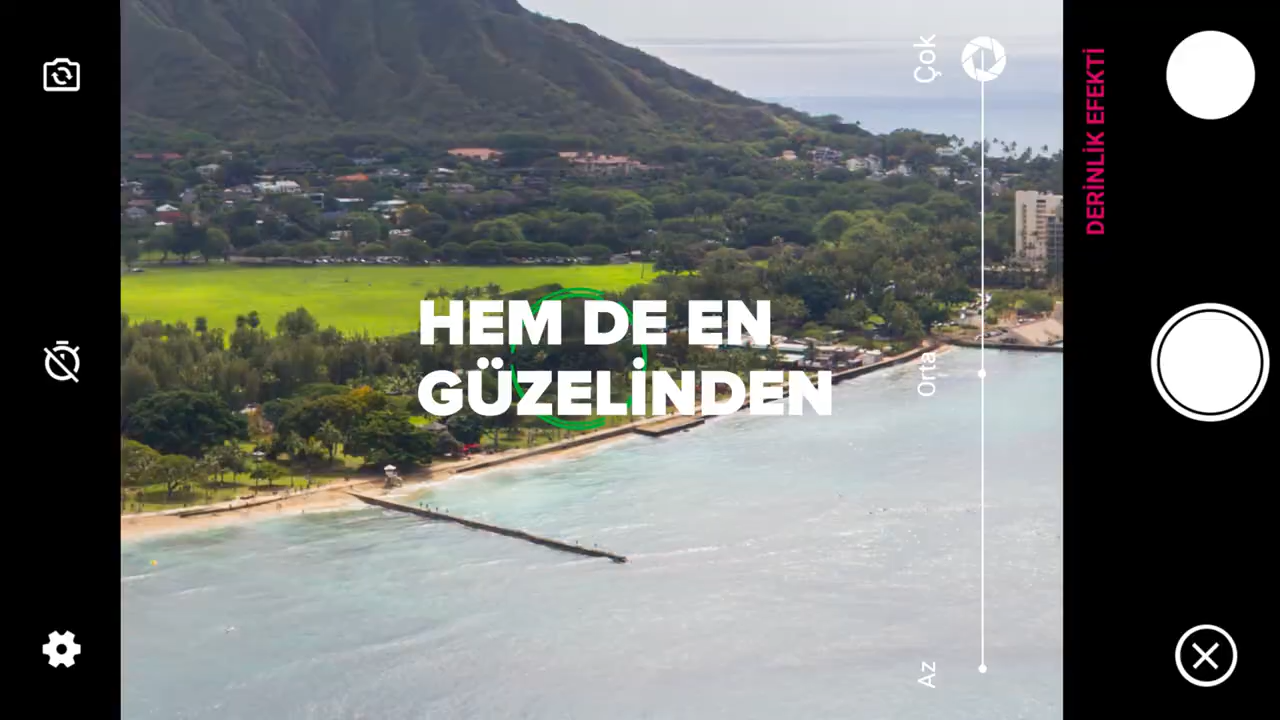 HEM DE EN
GÜZELİNDEN
Çok
Orta
Az
DERİNLİK EFEKTİ